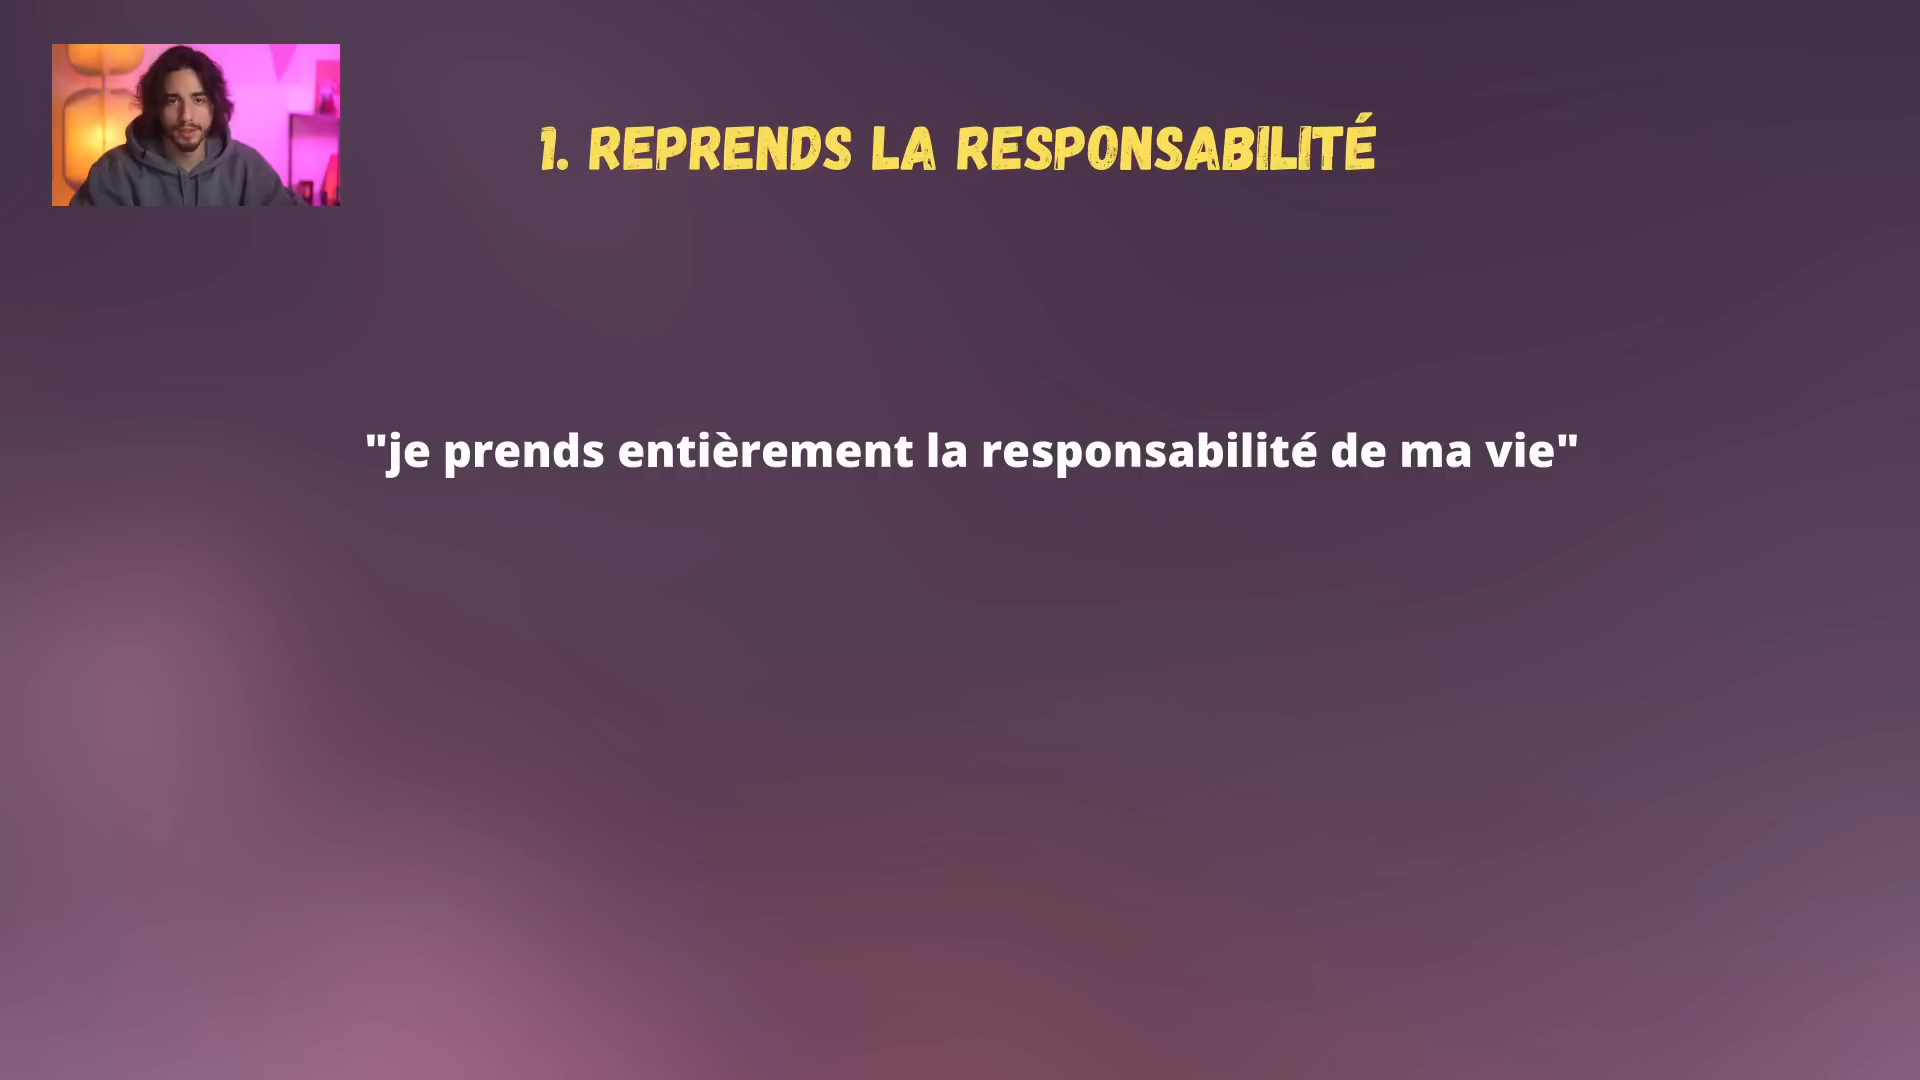 1. REPRENDS LA RESPONSABILITÉ
"je prends entièrement la responsabilité de ma vie"